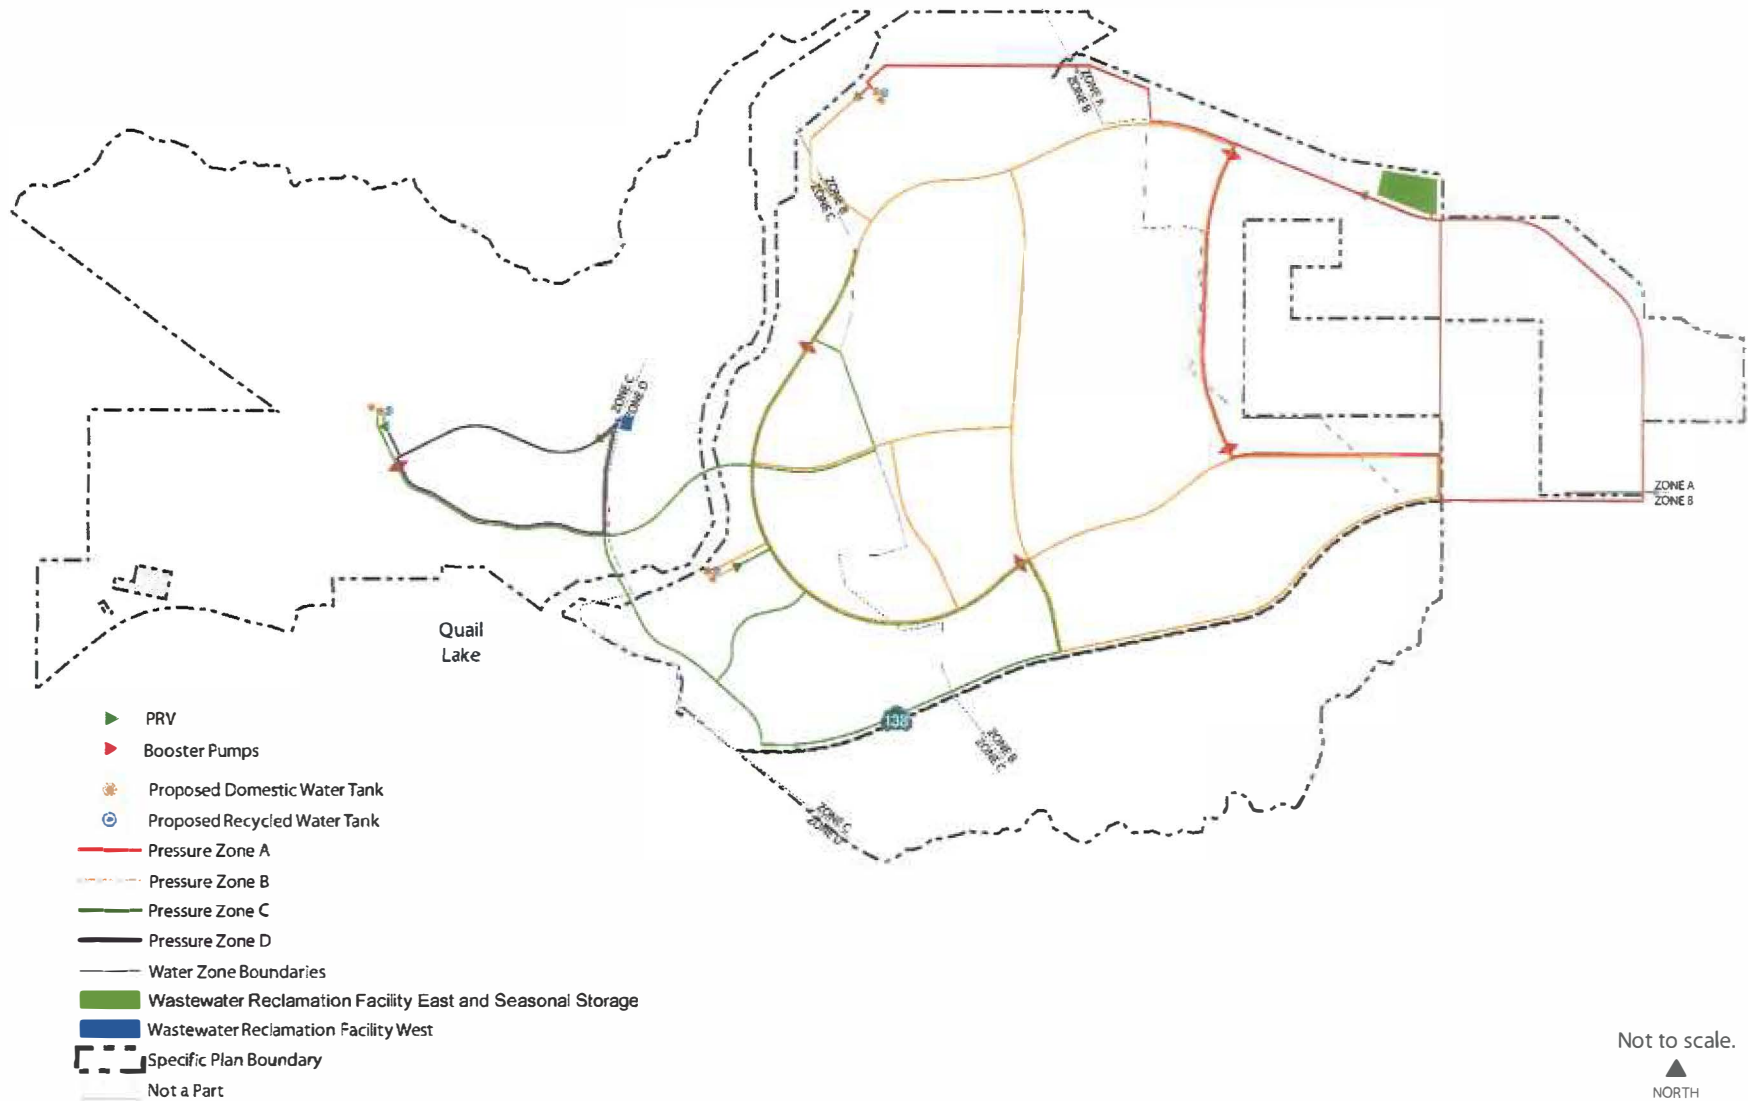 ZONE A
ZONE B
ZONE B
ZONE C
ZONE C
ZONE D
ZONE A
ZONE B
Quail
Lake
138
ZONE B
ZONE C
ZONE C
ZONE D
PRV
Booster Pumps
Proposed Domestic Water Tank
Proposed Recycled Water Tank
Pressure Zone A
Pressure Zone B
Pressure Zone C
Pressure Zone D
Water Zone Boundaries
Wastewater Reclamation Facility East and Seasonal Storage
Wastewater Reclamation Facility West
Specific Plan Boundary
Not a Part
Not to scale.
NORTH